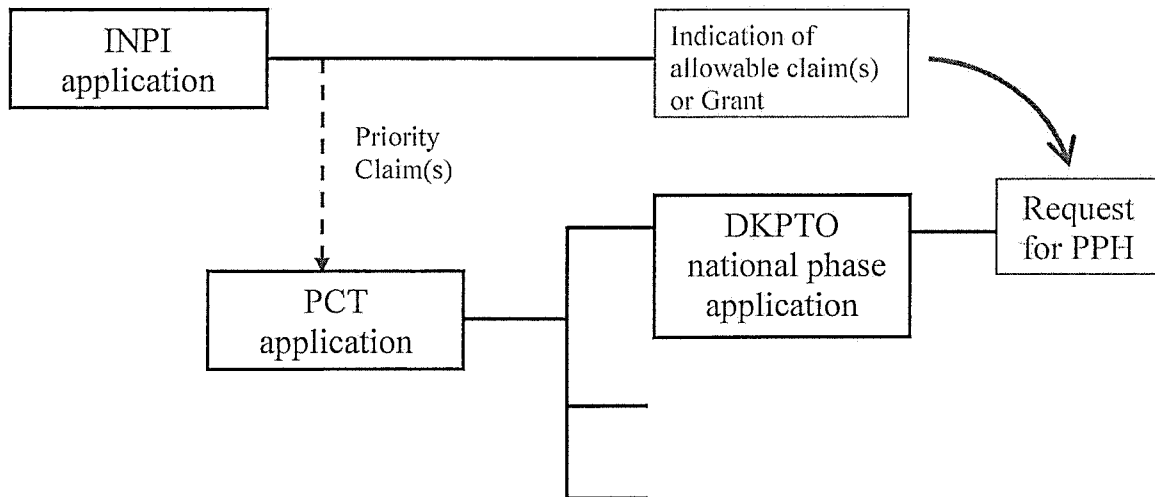 INPI
application
Indication of
allowable claim(s)
or Grant
Priority
Claim(s)
PCT
application
DKPTO
national phase
application
Request
for PPH